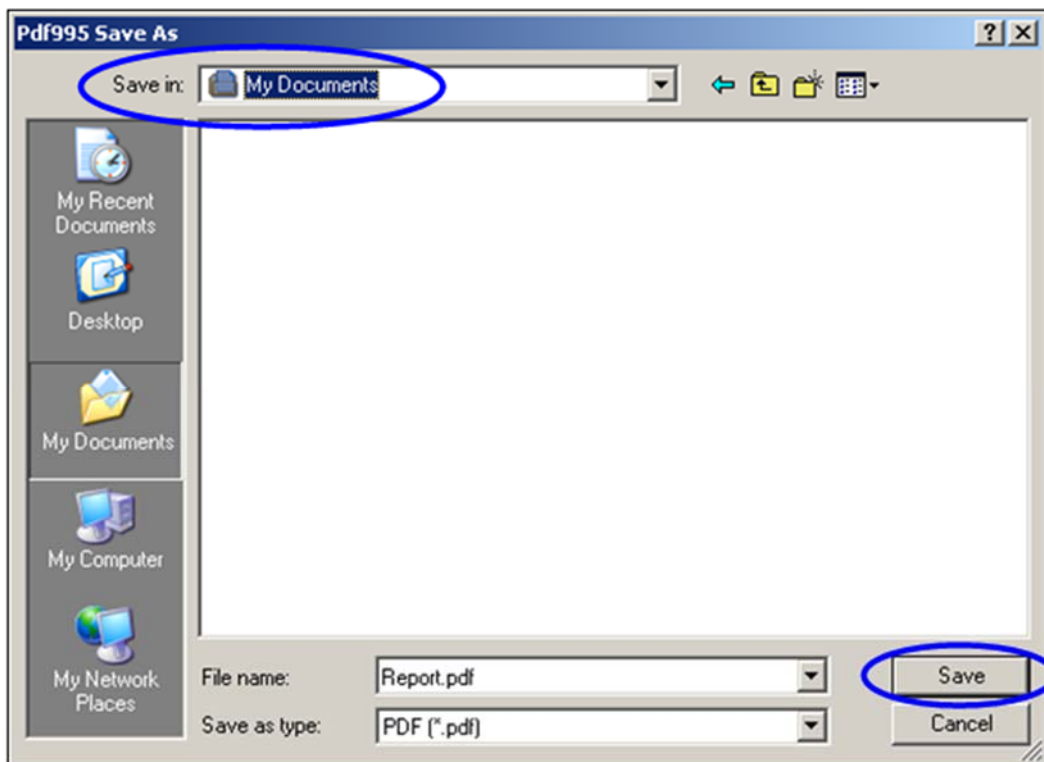 Pdf995 Save As
Save in: My Documents
My Recent
Documents
Desktop
My Documents
My Computer
My Network
Places
File name: Report.pdf Save
Save as type: PDF (*.pdf) Cancel